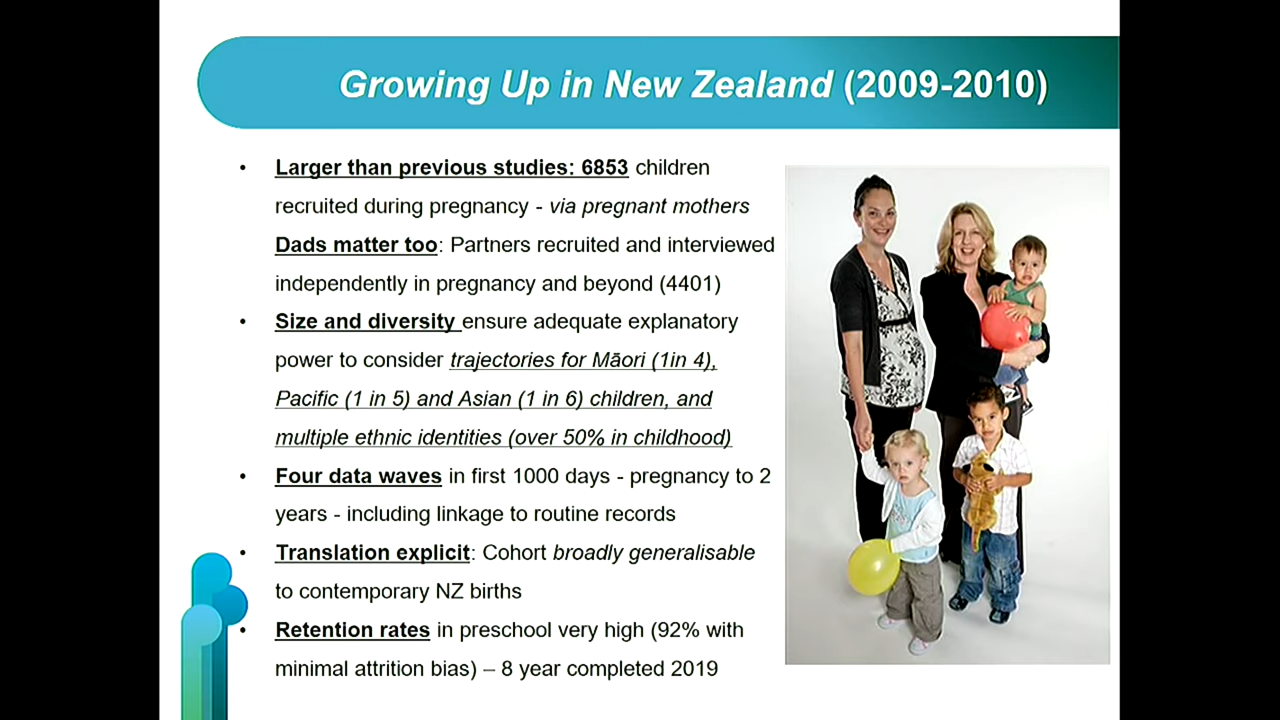 Growing Up in New Zealand (2009-2010)
• Larger than previous studies: 6853 children
recruited during pregnancy - via pregnant mothers
Dads matter too: Partners recruited and interviewed
independently in pregnancy and beyond (4401)
• Size and diversity ensure adequate explanatory
power to consider trajectories for Māori (1in 4),
Pacific (1 in 5) and Asian (1 in 6) children, and
multiple ethnic identities (over 50% in childhood)
• Four data waves in first 1000 days - pregnancy to 2
years - including linkage to routine records
• Translation explicit: Cohort broadly generalisable
to contemporary NZ births
• Retention rates in preschool very high (92% with
minimal attrition bias) – 8 year completed 2019